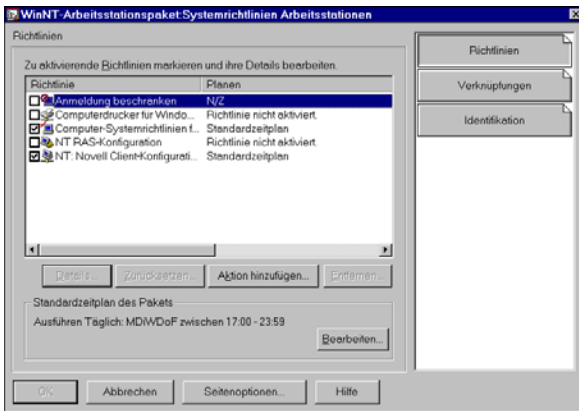 WinNT-Arbeitsstationspaket:Systemrichtlinien Arbeitsstationen
Richtlinien
Zu aktivierende Richtlinien markieren und ihre Details bearbeiten.
Richtlinie Planen
Anmeldung beschränken N/Z
Computerdrucker für Windo... Richtlinie nicht aktiviert.
Computer-Systemrichtlinien f... Standardzeitplan
NT RAS-Konfiguration Richtlinie nicht aktiviert.
NT: Novell Client-Konfigurati... Standardzeitplan
Details... Zurücksetzen... Aktion hinzufügen... Entfernen...
Standardzeitplan des Pakets
Ausführen Täglich: MDiWDoF zwischen 17:00 - 23:59
Bearbeiten...
OK Abbrechen Seitenoptionen... Hilfe
Richtlinien
Verknüpfungen
Identifikation